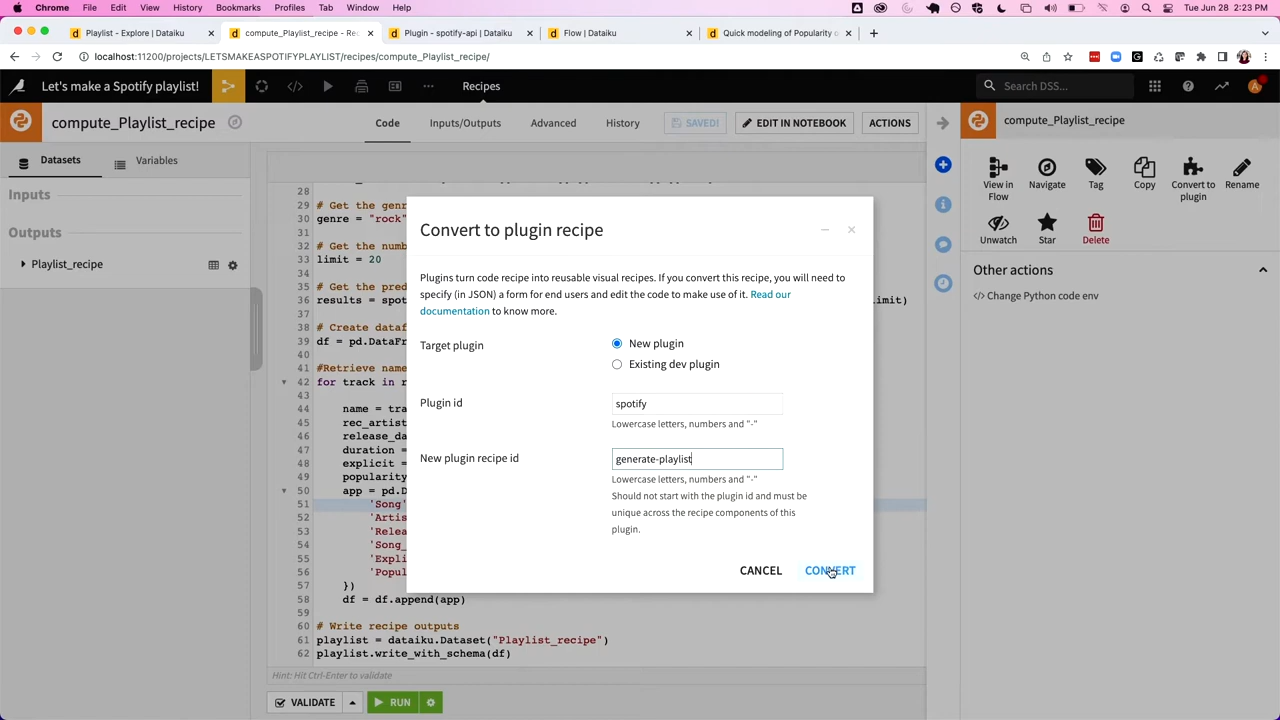 Chrome File Edit View History Bookmarks Profiles Tab Window Help Tue Jun 28 2:23 PM
Playlist - Explore | Dataiku
compute_Playlist_recipe - Rec
Plugin - spotify-api | Dataiku
Flow | Dataiku
Quick modeling of Popularity o
localhost:11200/projects/LETSMAKEASPOTIFYPLAYLIST/recipes/compute_Playlist_recipe/
Let's make a Spotify playlist!
Recipes
Search DSS...
compute_Playlist_recipe
Code
Inputs/Outputs
Advanced
History
SAVED!
EDIT IN NOTEBOOK
ACTIONS
compute_Playlist_recipe
Datasets
Variables
Inputs
Outputs
Playlist_recipe
28
29 # Get the genr
30 genre = "rock"
31
32 # Get the numb
33 limit = 20
34
35 # Get the pred
36 results = spot
imit)
37
38 # Create dataf
39 df = pd.DataFr
40
41 #Retrieve name
42 for track in r
43
44 name = tra
45 rec_artist
46 release_da
47 duration =
48 explicit =
49 popularity
50 app = pd.D
51 'Song'
52 'Artis
53 'Relea
54 'Song_
55 'Expli
56 'Popul
57 })
58 df = df.append(app)
59
60 # Write recipe outputs
61 playlist = dataiku.Dataset("Playlist_recipe")
62 playlist.write_with_schema(df)
Hint: Hit Ctrl-Enter to validate
VALIDATE
RUN
Convert to plugin recipe
Plugins turn code recipe into reusable visual recipes. If you convert this recipe, you will need to
specify (in JSON) a form for end users and edit the code to make use of it. Read our
documentation to know more.
Target plugin
New plugin
Existing dev plugin
Plugin id
spotify
Lowercase letters, numbers and "-"
New plugin recipe id
generate-playlist
Lowercase letters, numbers and "-"
Should not start with the plugin id and must be
unique across the recipe components of this
plugin.
CANCEL
CONVERT
View in
Flow
Navigate
Tag
Copy
Convert to
plugin
Rename
Unwatch
Star
Delete
Other actions
Change Python code env